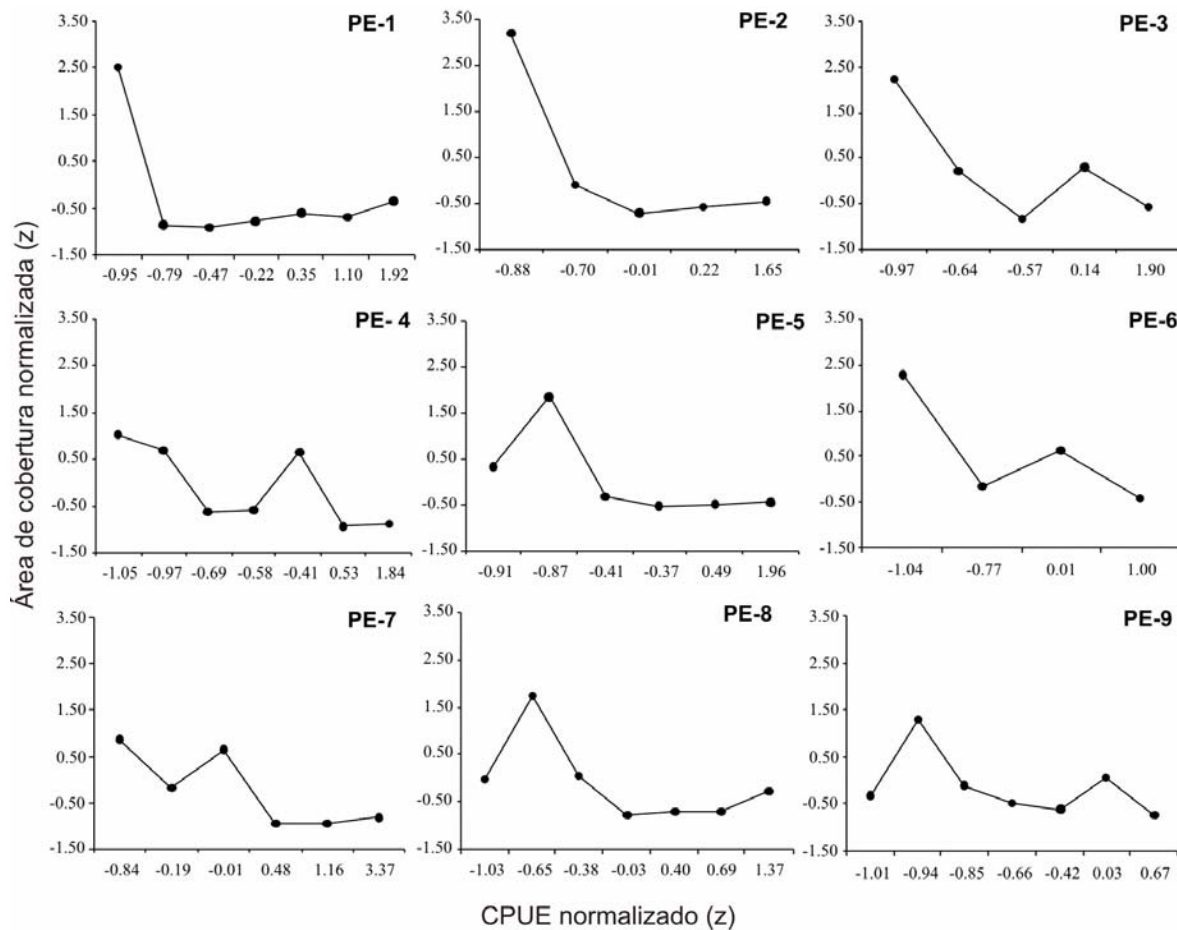 Área de cobertura normalizada (z)
PE-1
3.50
2.50
1.50
0.50
-0.50
-1.50
-0.95 -0.79 -0.47 -0.22 0.35 1.10 1.92
PE-2
3.50
2.50
1.50
0.50
-0.50
-1.50
-0.88 -0.70 -0.01 0.22 1.65
PE-3
3.50
2.50
1.50
0.50
-0.50
-1.50
-0.97 -0.64 -0.57 0.14 1.90
PE- 4
3.50
2.50
1.50
0.50
-0.50
-1.50
-1.05 -0.97 -0.69 -0.58 -0.41 0.53 1.84
PE-5
3.50
2.50
1.50
0.50
-0.50
-1.50
-0.91 -0.87 -0.41 -0.37 0.49 1.96
PE-6
3.50
2.50
1.50
0.50
-0.50
-1.50
-1.04 -0.77 0.01 1.00
PE-7
3.50
2.50
1.50
0.50
-0.50
-1.50
-0.84 -0.19 -0.01 0.48 1.16 3.37
PE-8
3.50
2.50
1.50
0.50
-0.50
-1.50
-1.03 -0.65 -0.38 -0.03 0.40 0.69 1.37
PE-9
3.50
2.50
1.50
0.50
-0.50
-1.50
-1.01 -0.94 -0.85 -0.66 -0.42 0.03 0.67
CPUE normalizado (z)